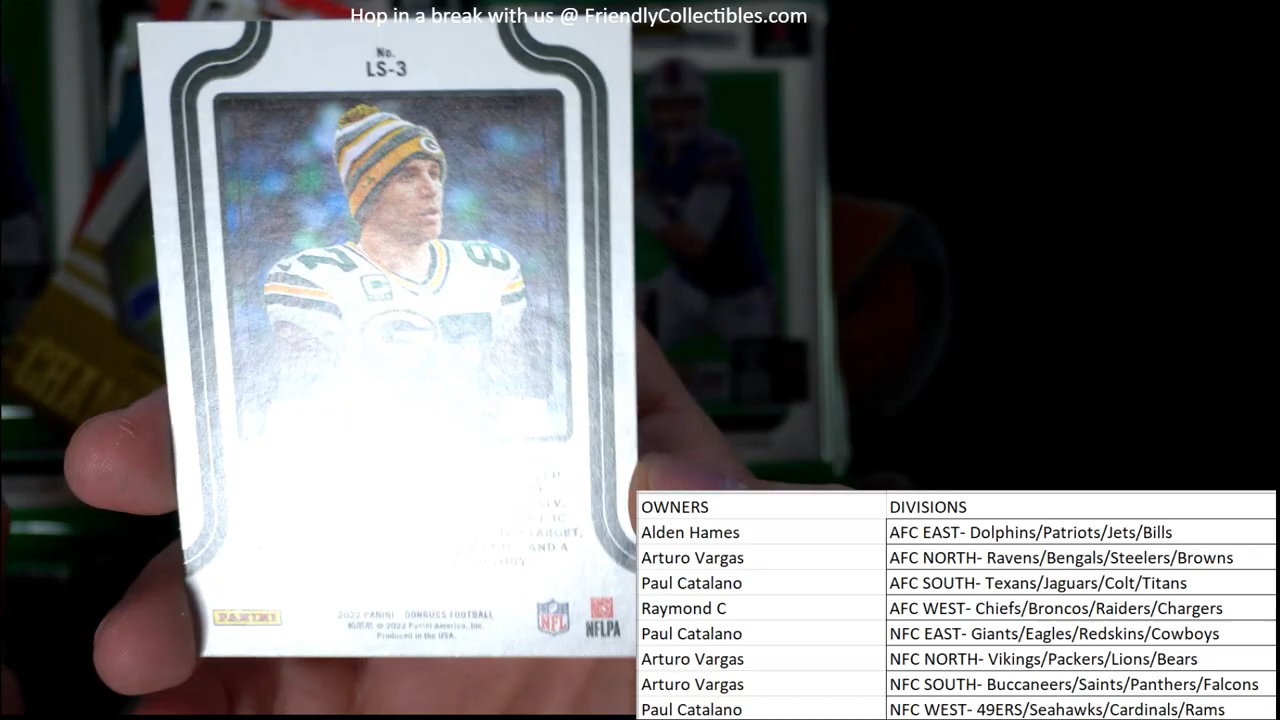 Hop in a break with us @ FriendlyCollectibles.com
No.
LS-3
G
8
G
TARGET,
AND A
PANINI
2022 PANINI - DONRUSS FOOTBALL
© 2022 Panini America, Inc.
Produced in the USA.
NFL
NFLPA
OWNERS DIVISIONS
Alden Hames AFC EAST- Dolphins/Patriots/Jets/Bills
Arturo Vargas AFC NORTH- Ravens/Bengals/Steelers/Browns
Paul Catalano AFC SOUTH- Texans/Jaguars/Colt/Titans
Raymond C AFC WEST- Chiefs/Broncos/Raiders/Chargers
Paul Catalano NFC EAST- Giants/Eagles/Redskins/Cowboys
Arturo Vargas NFC NORTH- Vikings/Packers/Lions/Bears
Arturo Vargas NFC SOUTH- Buccaneers/Saints/Panthers/Falcons
Paul Catalano NFC WEST- 49ERS/Seahawks/Cardinals/Rams